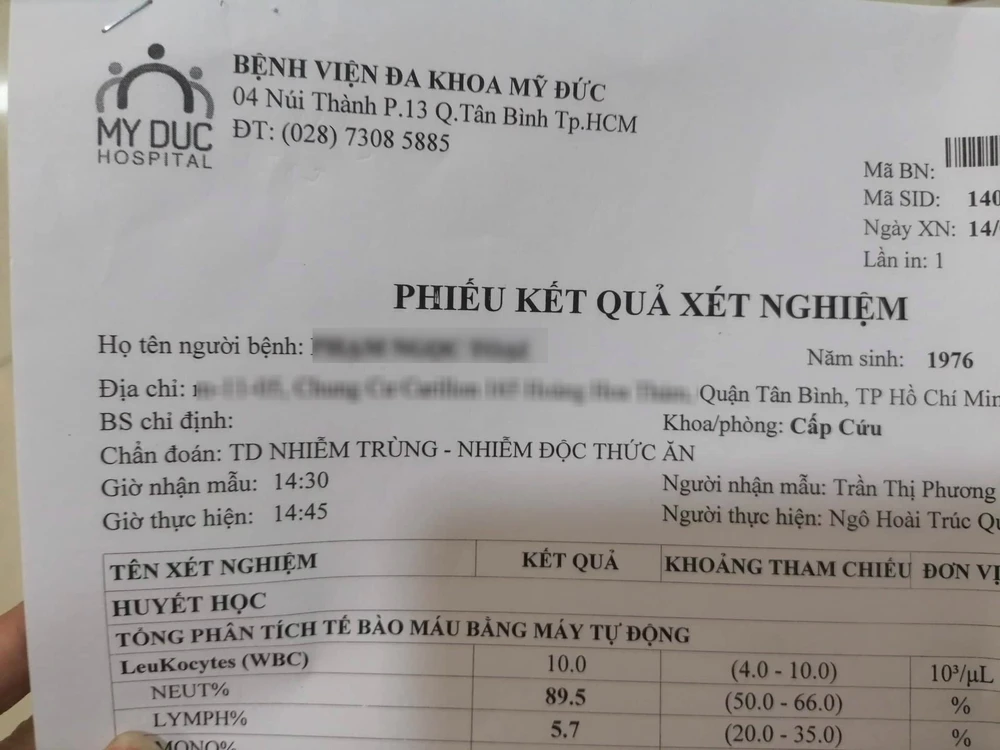 MY DUC
HOSPITAL
BỆNH VIỆN ĐA KHOA MỸ ĐỨC
04 Núi Thành P.13 Q.Tân Bình Tp.HCM
ĐT: (028) 7308 5885
Mã BN:
Mã SID: 140
Ngày XN: 14/
Lần in: 1
PHIẾU KẾT QUẢ XÉT NGHIỆM
Họ tên người bệnh:
Năm sinh: 1976
Địa chỉ: Quận Tân Bình, TP Hồ Chí Min
BS chỉ định:
Khoa/phòng: Cấp Cứu
Chẩn đoán: TD NHIỄM TRÙNG - NHIỄM ĐỘC THỨC ĂN
Giờ nhận mẫu: 14:30
Người nhận mẫu: Trần Thị Phương
Giờ thực hiện: 14:45
Người thực hiện: Ngô Hoài Trúc Qu
TÊN XÉT NGHIỆM KẾT QUẢ KHOẢNG THAM CHIẾU ĐƠN VỊ
HUYẾT HỌC
TỔNG PHÂN TÍCH TẾ BÀO MÁU BẰNG MÁY TỰ ĐỘNG
LeuKocytes (WBC) 10.0 (4.0 - 10.0) 10³/µL
NEUT% 89.5 (50.0 - 66.0) %
LYMPH% 5.7 (20.0 - 35.0) %
MONO%